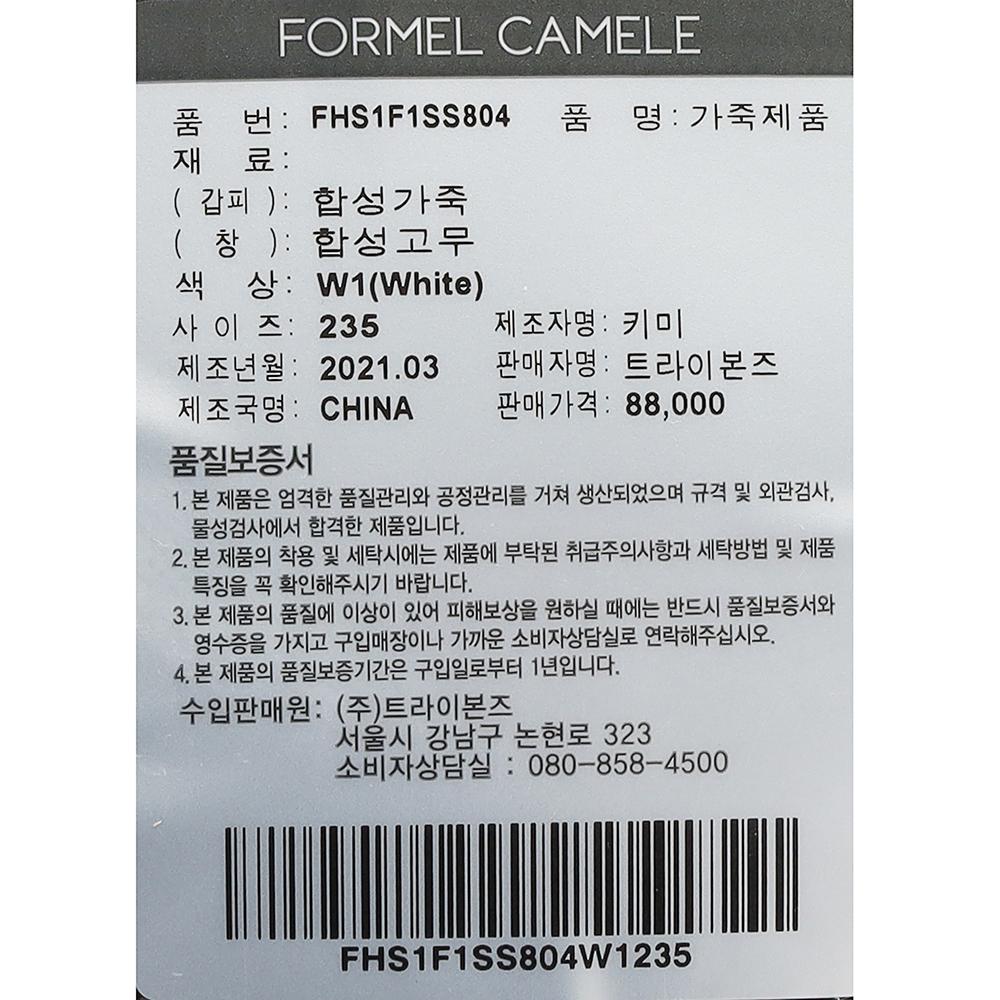 FORMEL CAMELE
품 번: FHS1F1SS804 품 명: 가죽제품
재 료:
( 갑피 ): 합성가죽
( 창 ): 합성고무
색 상: W1(White)
사 이 즈: 235 제조자명: 키미
제조년월: 2021.03 판매자명: 트라이본즈
제조국명: CHINA 판매가격: 88,000
품질보증서
1. 본 제품은 엄격한 품질관리와 공정관리를 거쳐 생산되었으며 규격 및 외관검사,
물성검사에서 합격한 제품입니다.
2. 본 제품의 착용 및 세탁시에는 제품에 부탁된 취급주의사항과 세탁방법 및 제품
특징을 꼭 확인해주시기 바랍니다.
3. 본 제품의 품질에 이상이 있어 피해보상을 원하실 때에는 반드시 품질보증서와
영수증을 가지고 구입매장이나 가까운 소비자상담실로 연락해주십시오.
4. 본 제품의 품질보증기간은 구입일로부터 1년입니다.
수입판매원: (주)트라이본즈
서울시 강남구 논현로 323
소비자상담실 : 080-858-4500
FHS1F1SS804W1235